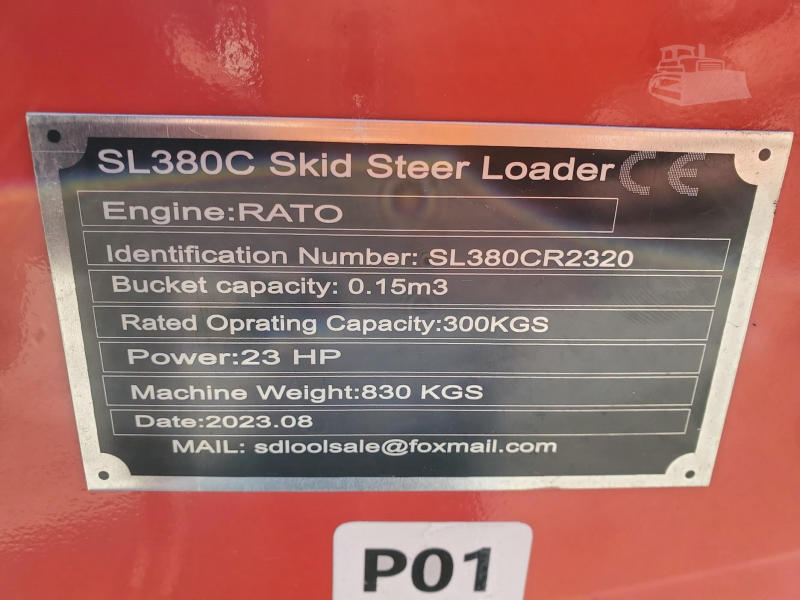 SL380C Skid Steer Loader CE
Engine:RATO
Identification Number: SL380CR2320
Bucket capacity: 0.15m3
Rated Oprating Capacity:300KGS
Power:23 HP
Machine Weight:830 KGS
Date:2023.08
MAIL: sdloolsale@foxmail.com
P01